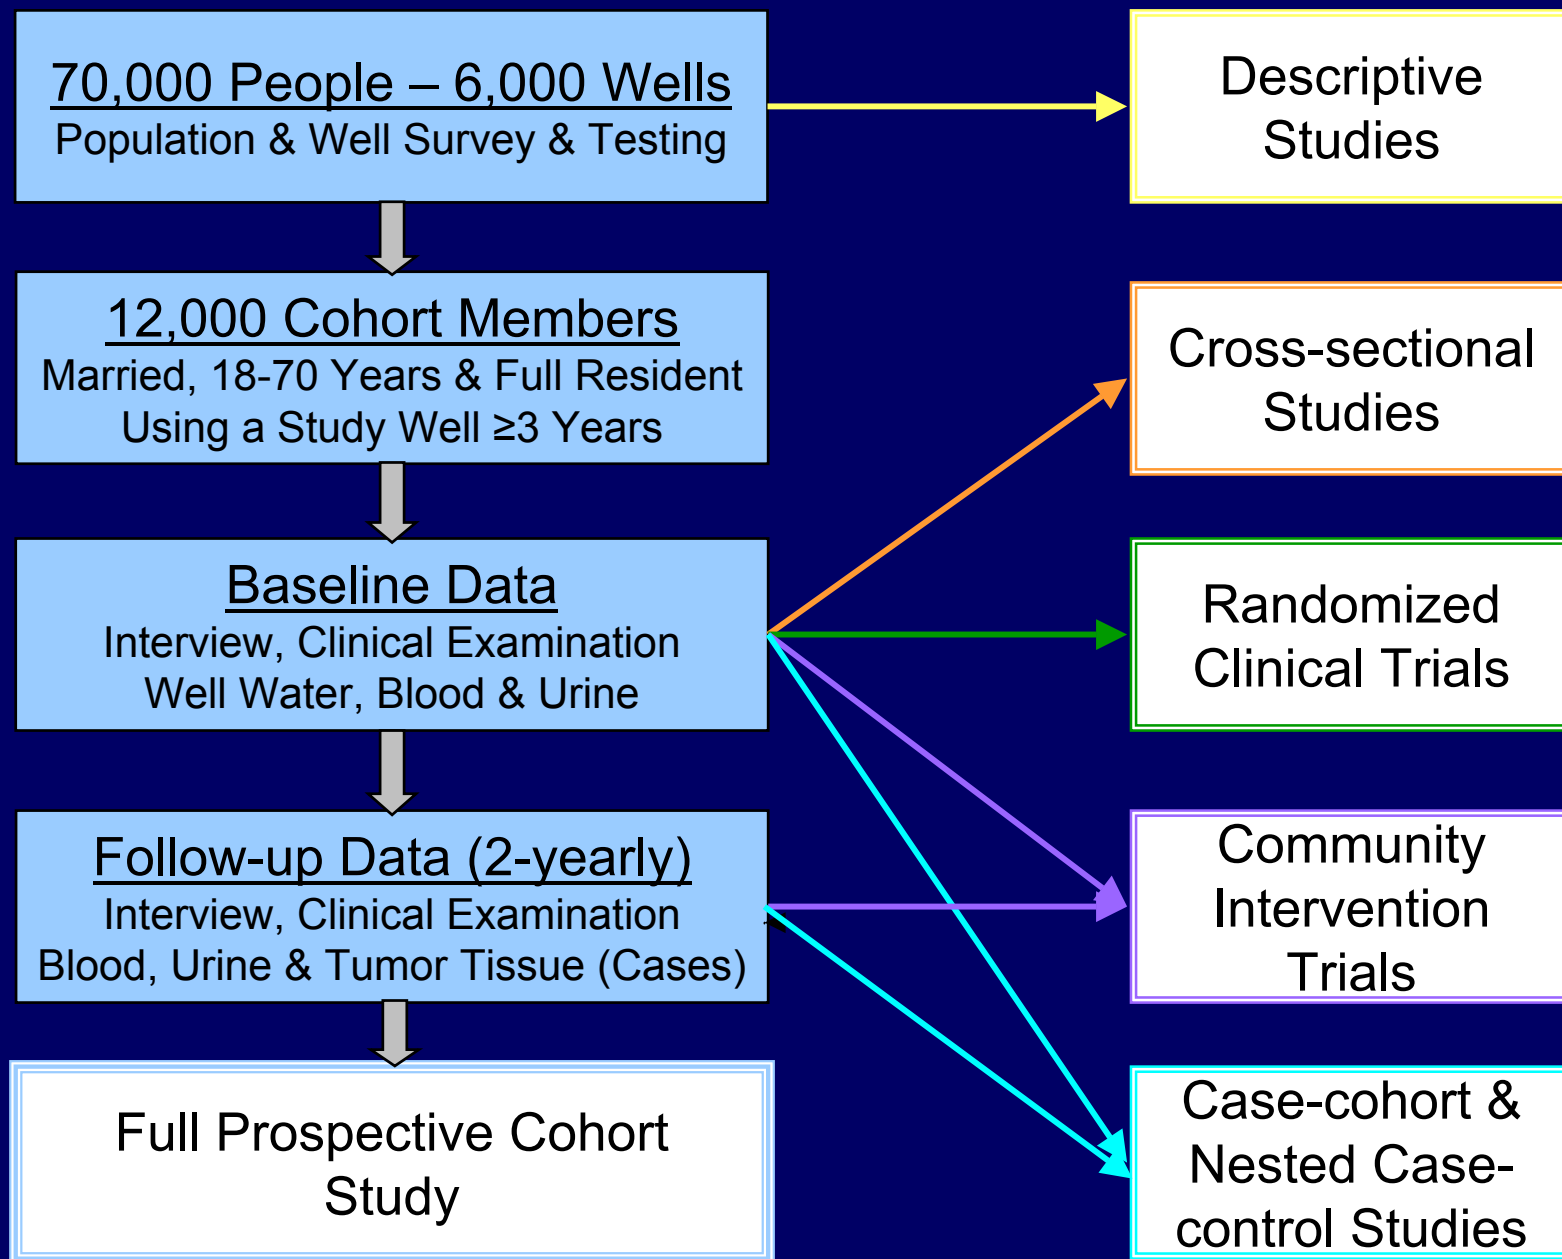 70,000 People – 6,000 Wells
Population & Well Survey & Testing
Descriptive
Studies
12,000 Cohort Members
Married, 18-70 Years & Full Resident
Using a Study Well ≥3 Years
Cross-sectional
Studies
Baseline Data
Interview, Clinical Examination
Well Water, Blood & Urine
Randomized
Clinical Trials
Follow-up Data (2-yearly)
Interview, Clinical Examination
Blood, Urine & Tumor Tissue (Cases)
Community
Intervention
Trials
Full Prospective Cohort
Study
Case-cohort &
Nested Case-
control Studies